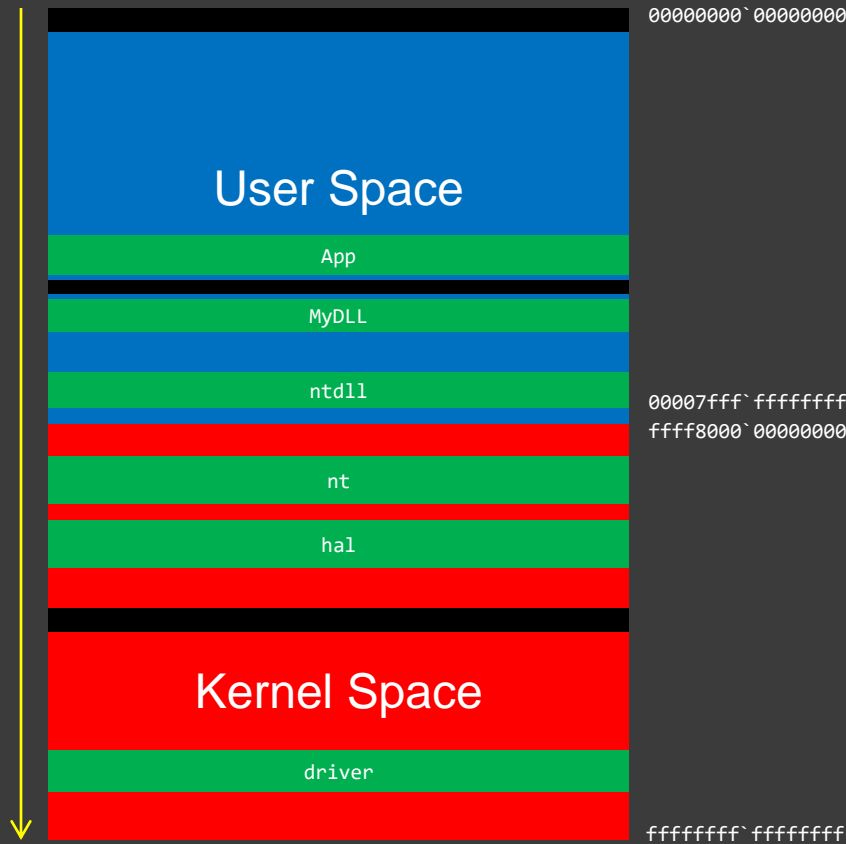 00000000`00000000
User Space
App
MyDLL
ntdll
00007fff`ffffffff
ffff8000`00000000
nt
hal
Kernel Space
driver
ffffffff`ffffffff